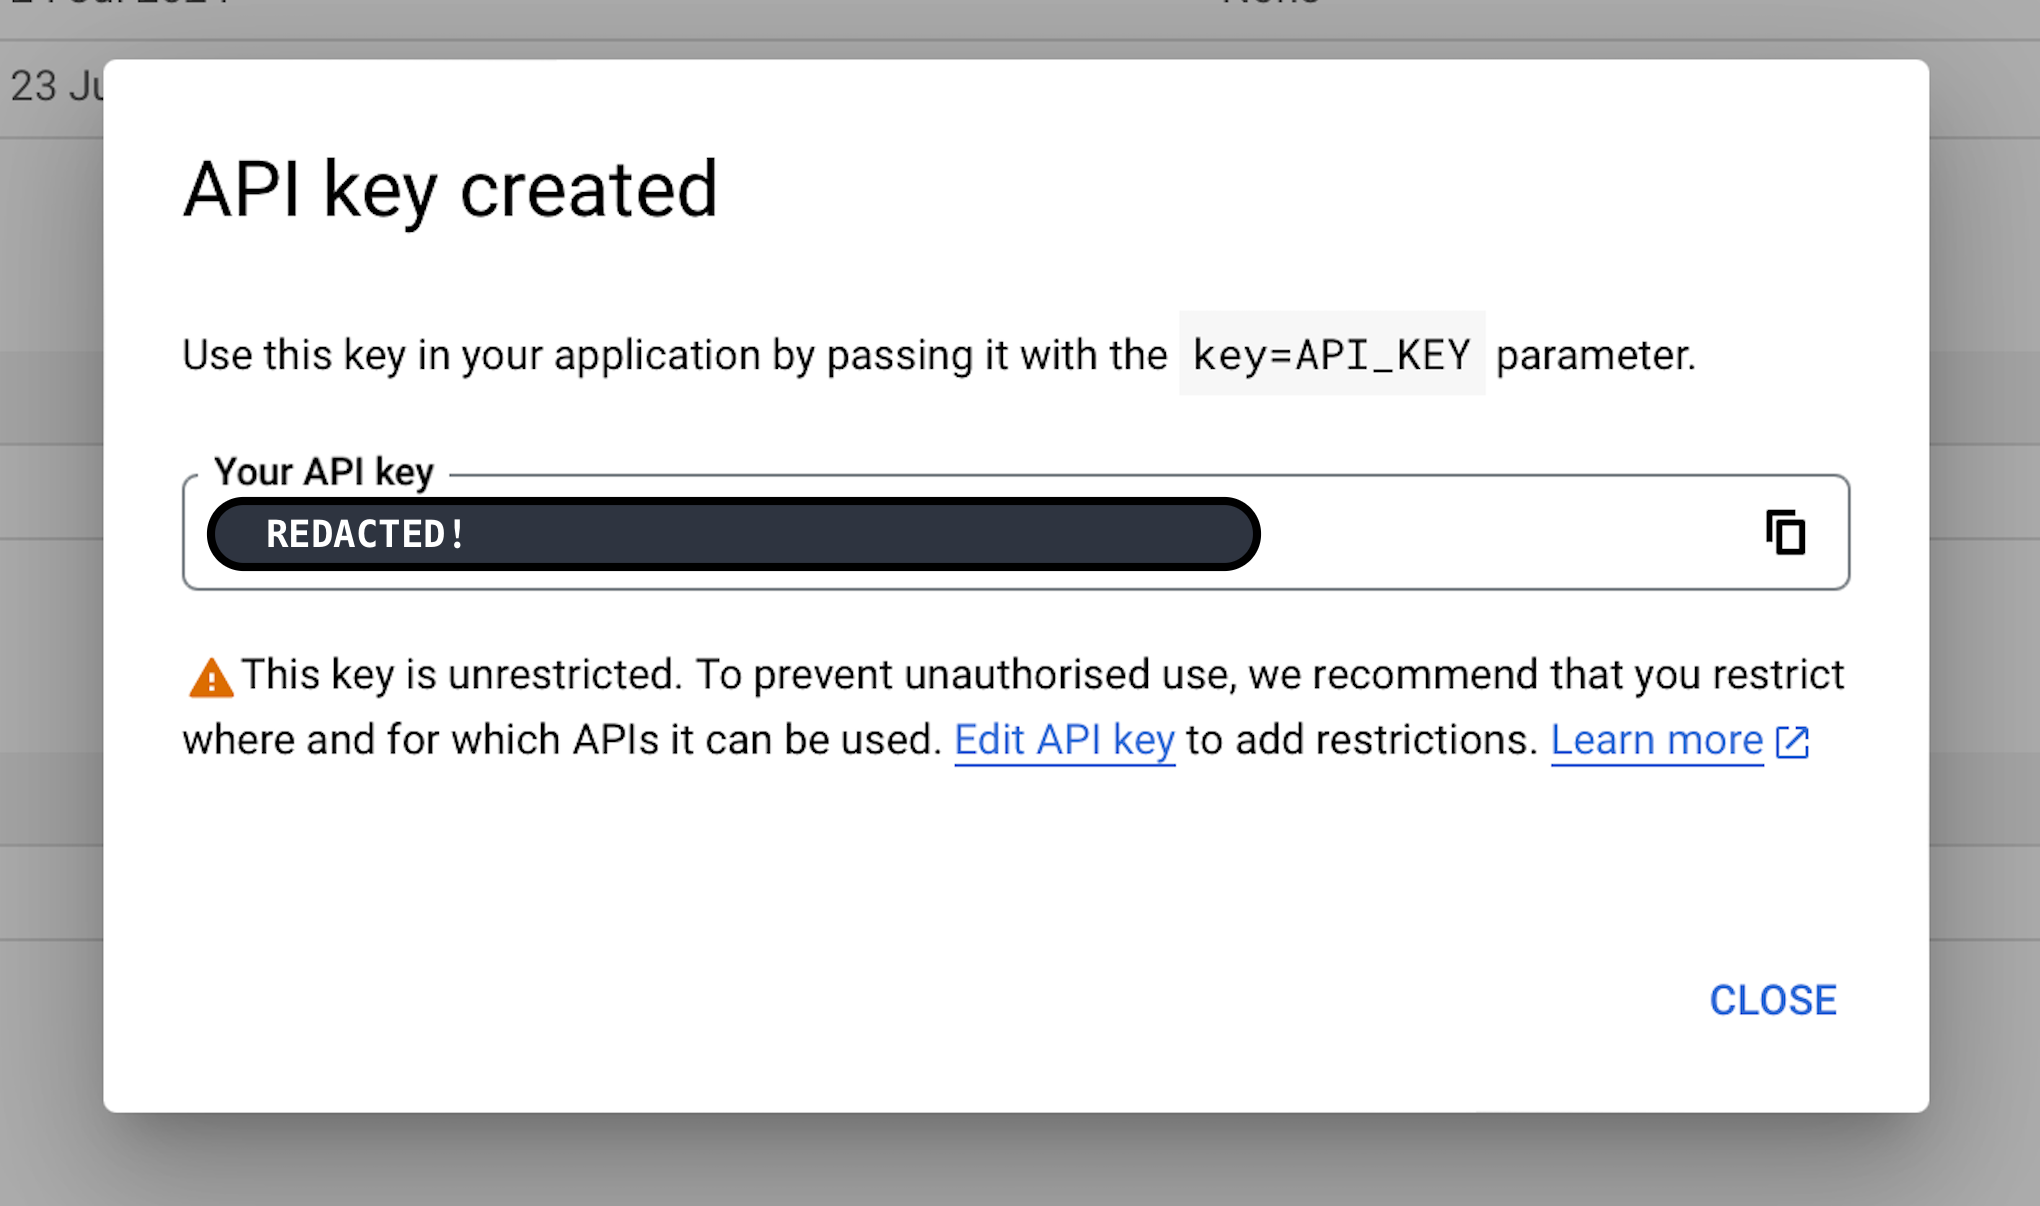 23 Ju
API key created
Use this key in your application by passing it with the key=API_KEY parameter.
Your API key
REDACTED!
This key is unrestricted. To prevent unauthorised use, we recommend that you restrict
where and for which APIs it can be used. Edit API key to add restrictions. Learn more
CLOSE